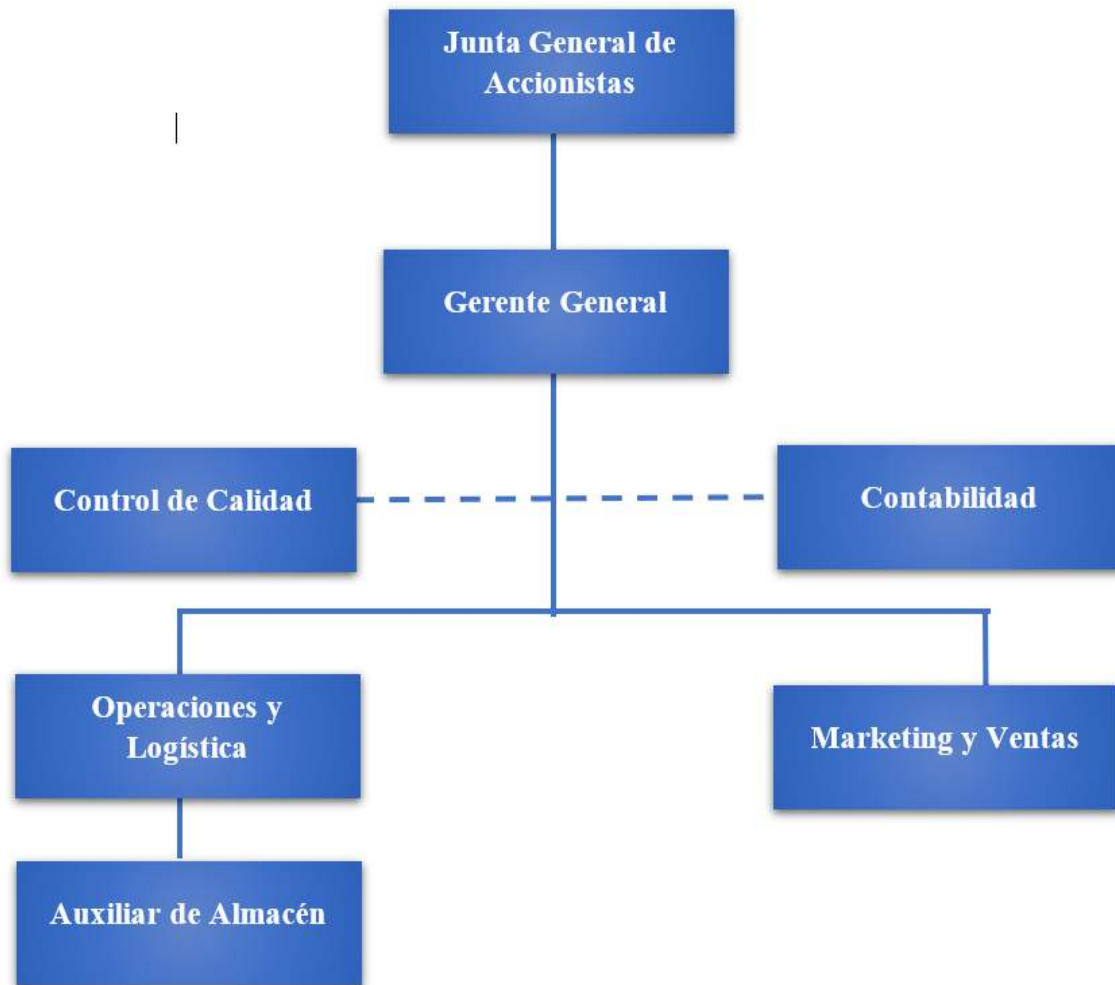 Junta General de
Accionistas
Gerente General
Control de Calidad
Contabilidad
Operaciones y
Logística
Marketing y Ventas
Auxiliar de Almacén